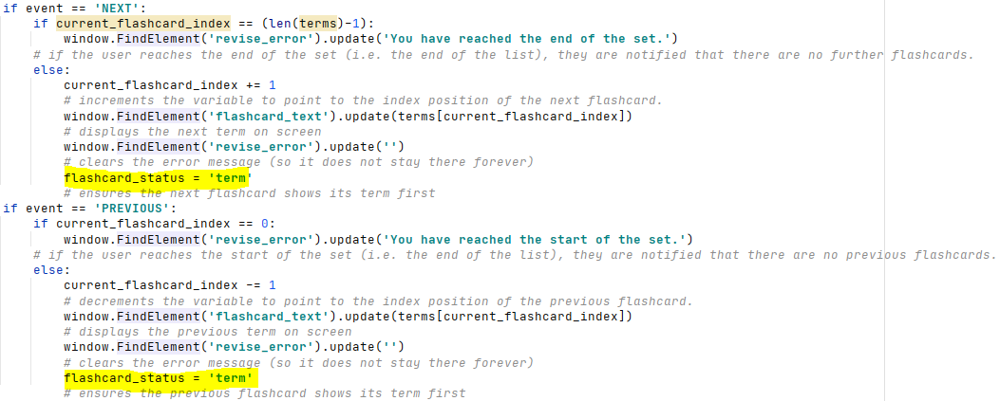 if event == 'NEXT':
    if current_flashcard_index == (len(terms)-1):
        window.FindElement('revise_error').update('You have reached the end of the set.')
    # if the user reaches the end of the set (i.e. the end of the list), they are notified that there are no further flashcards.
    else:
        current_flashcard_index += 1
        # increments the variable to point to the index position of the next flashcard.
        window.FindElement('flashcard_text').update(terms[current_flashcard_index])
        # displays the next term on screen
        window.FindElement('revise_error').update('')
        # clears the error message (so it does not stay there forever)
        flashcard_status = 'term'
        # ensures the next flashcard shows its term first
if event == 'PREVIOUS':
    if current_flashcard_index == 0:
        window.FindElement('revise_error').update('You have reached the start of the set.')
    # if the user reaches the start of the set (i.e. the end of the list), they are notified that there are no previous flashcards.
    else:
        current_flashcard_index -= 1
        # decrements the variable to point to the index position of the previous flashcard.
        window.FindElement('flashcard_text').update(terms[current_flashcard_index])
        # displays the previous term on screen
        window.FindElement('revise_error').update('')
        # clears the error message (so it does not stay there forever)
        flashcard_status = 'term'
        # ensures the previous flashcard shows its term first